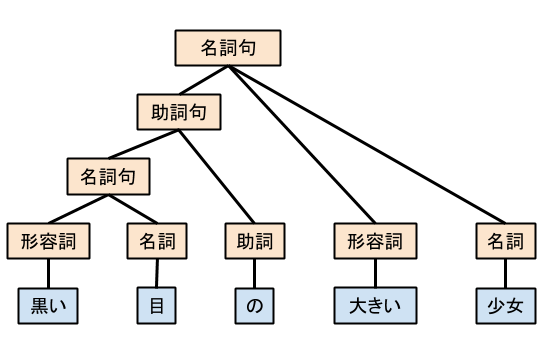 名詞句
助詞句
名詞句
形容詞 名詞 助詞 形容詞 名詞
黒い 目 の 大きい 少女